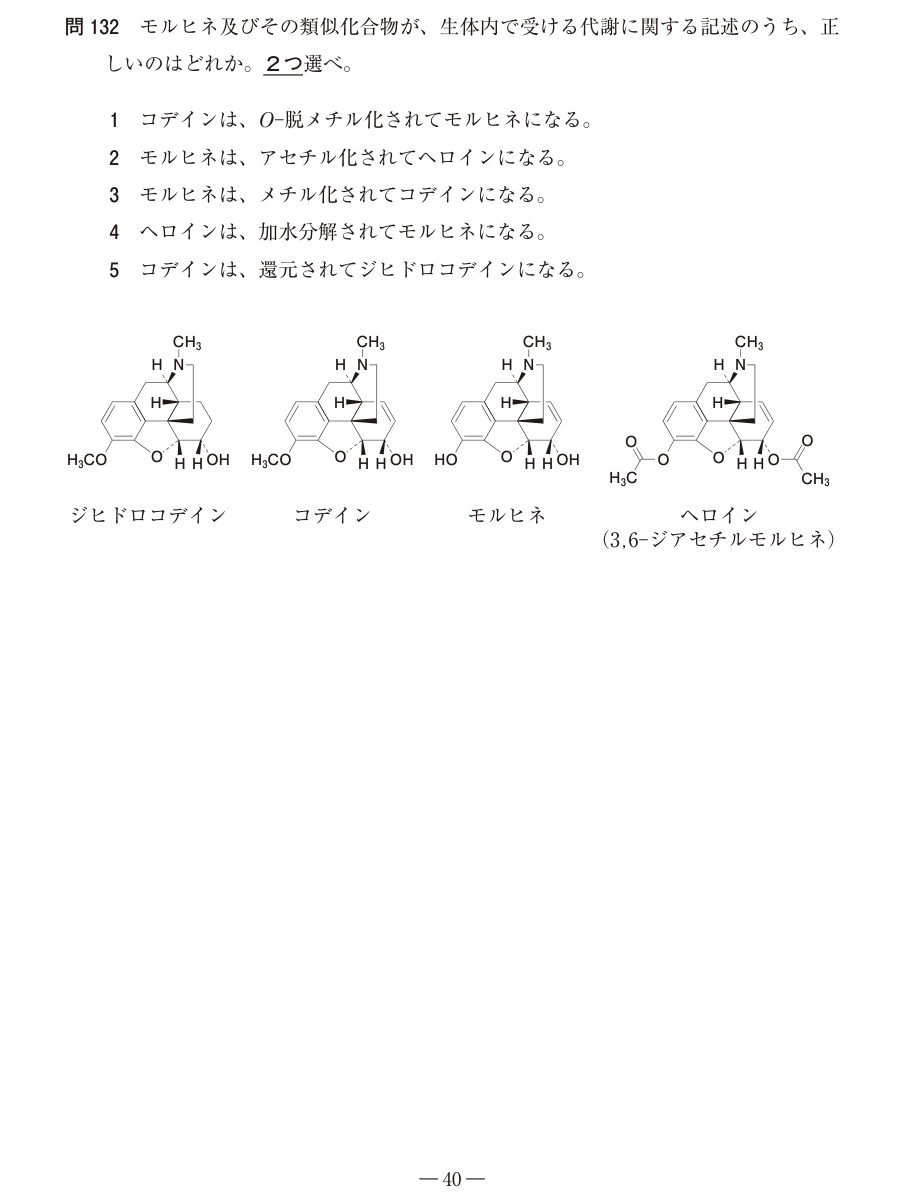 問 132 モルヒネ及びその類似化合物が、生体内で受ける代謝に関する記述のうち、正
しいのはどれか。２つ選べ。
1 コデインは、O-脱メチル化されてモルヒネになる。
2 モルヒネは、アセチル化されてヘロインになる。
3 モルヒネは、メチル化されてコデインになる。
4 ヘロインは、加水分解されてモルヒネになる。
5 コデインは、還元されてジヒドロコデインになる。
CH3 CH3 CH3 CH3
H N H N H N H N
H H H H
H3CO O H H OH H3CO O H H OH HO O H H OH O O O H H O O
H3C CH3
ジヒドロコデイン コデイン モルヒネ ヘロイン
（3,6-ジアセチルモルヒネ）
― 40 ―